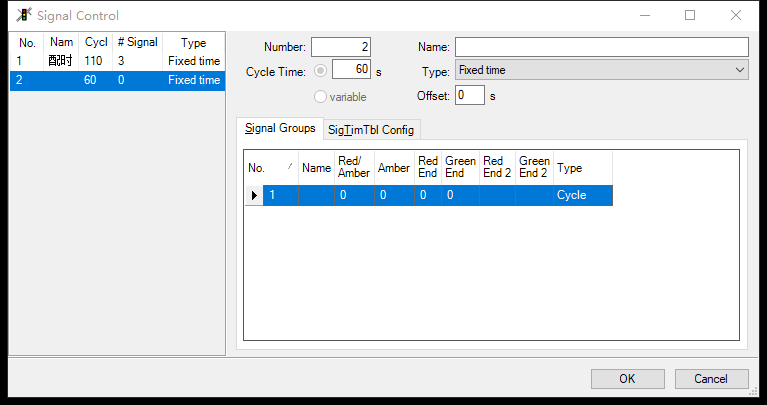 Signal Control
No. Nam Cycl # Signal Type
1 配时 110 3 Fixed time
2 60 0 Fixed time
Number: 2 Name:
Cycle Time: 60 s Type: Fixed time
variable Offset: 0 s
Signal Groups SigTimTbl Config
No. Name Red/ Amber Amber Red End Green End Red End 2 Green End 2 Type
1 0 0 0 0 Cycle
OK Cancel